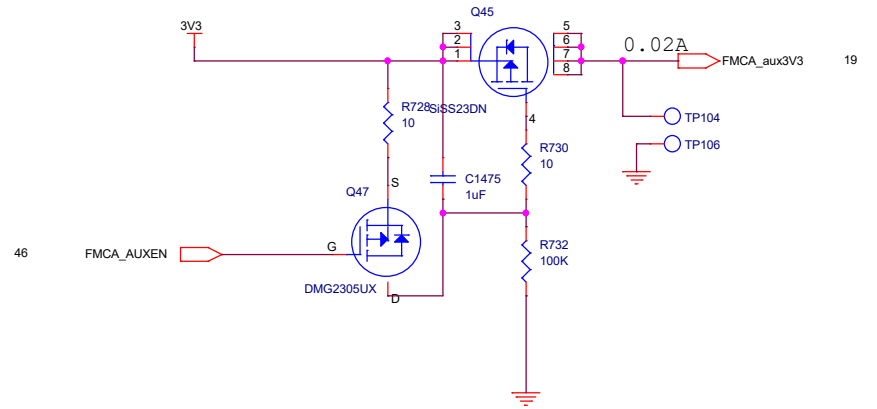 Q45
3V3
3
2
1
5
6
7
8
0.02A
FMCA_aux3V3
19
R728
10
SiSS23DN
4
TP104
TP106
R730
10
C1475
1uF
Q47
S
G
D
46
FMCA_AUXEN
R732
100K
DMG2305UX